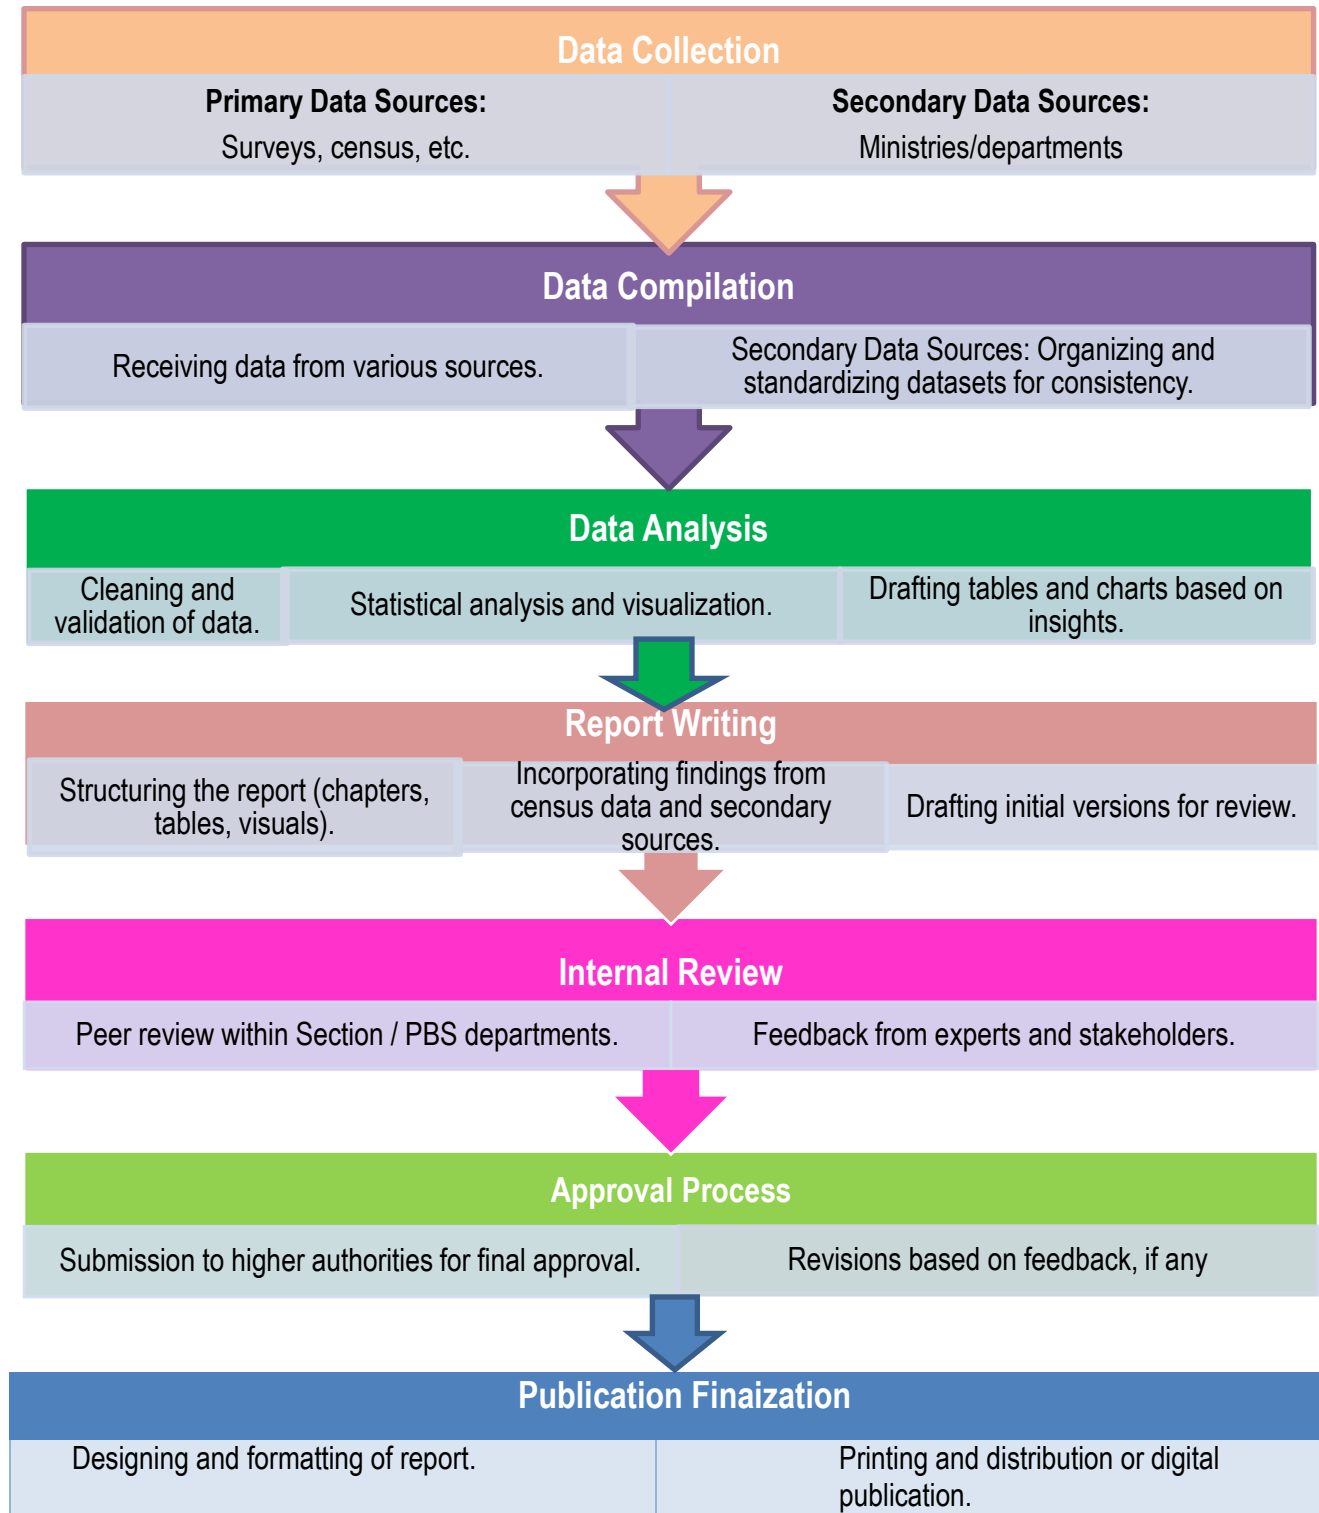 Data Collection
Primary Data Sources:
Surveys, census, etc.
Secondary Data Sources:
Ministries/departments
Data Compilation
Receiving data from various sources.
Secondary Data Sources: Organizing and
standardizing datasets for consistency.
Data Analysis
Cleaning and
validation of data.
Statistical analysis and visualization.
Drafting tables and charts based on
insights.
Report Writing
Structuring the report (chapters,
tables, visuals).
Incorporating findings from
census data and secondary
sources.
Drafting initial versions for review.
Internal Review
Peer review within Section / PBS departments.
Feedback from experts and stakeholders.
Approval Process
Submission to higher authorities for final approval.
Revisions based on feedback, if any
Publication Finaization
Designing and formatting of report.
Printing and distribution or digital
publication.